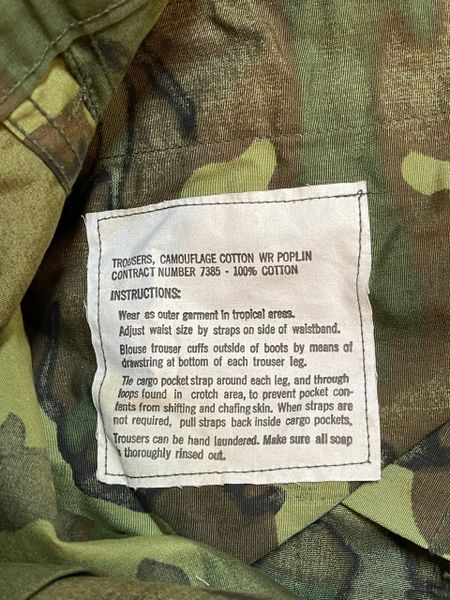 TROUSERS, CAMOUFLAGE COTTON WR POPLIN
CONTRACT NUMBER 7385 - 100% COTTON
INSTRUCTIONS:
Wear as outer garment in tropical areas.
Adjust waist size by straps on side of waistband.
Blouse trouser cuffs outside of boots by means of
drawstring at bottom of each trouser leg.
Tie cargo pocket strap around each leg, and through
loops found in crotch area, to prevent pocket con-
tents from shifting and chafing skin. When straps are
not required, pull straps back inside cargo pockets.
Trousers can be hand laundered. Make sure all soap
is thoroughly rinsed out.